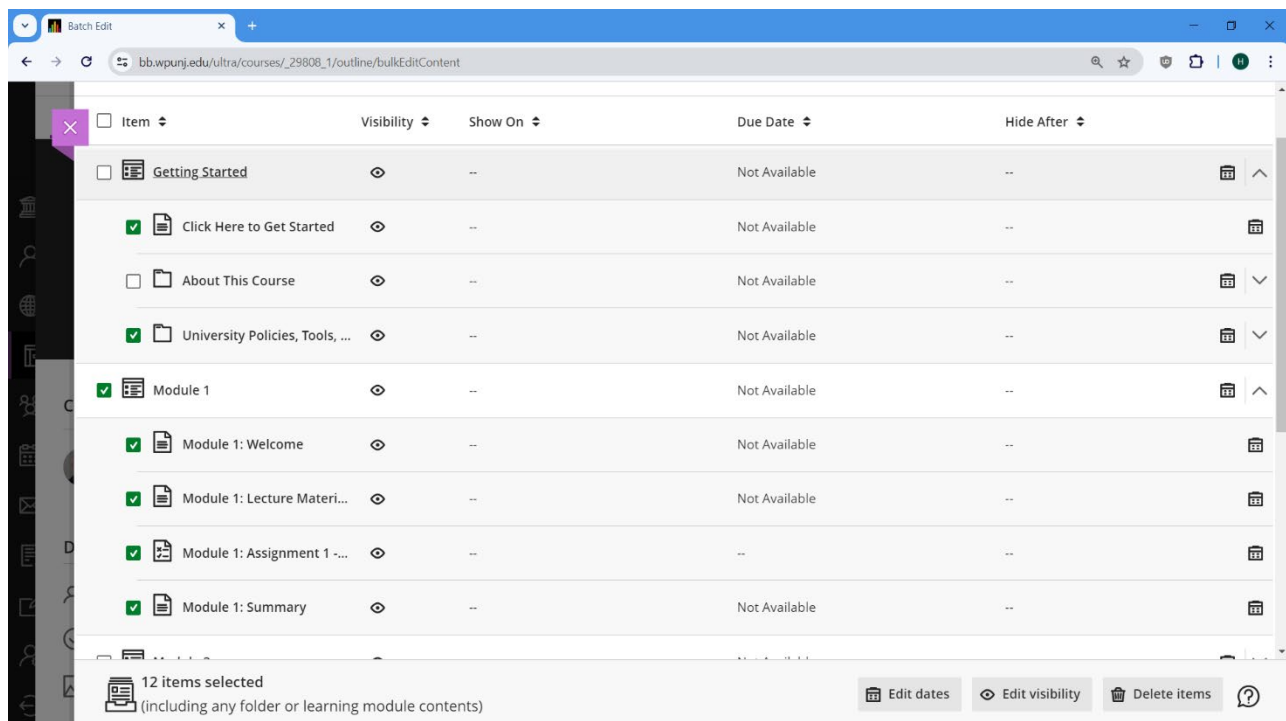 Batch Edit
bb.wpunj.edu/ultra/courses/_29808_1/outline/bulkEditContent
H
Item Visibility Show On Due Date Hide After
Getting Started -- Not Available --
Click Here to Get Started -- Not Available --
About This Course -- Not Available --
University Policies, Tools, ... -- Not Available --
Module 1 -- Not Available --
Module 1: Welcome -- Not Available --
Module 1: Lecture Materi... -- Not Available --
Module 1: Assignment 1 -... -- -- --
Module 1: Summary -- Not Available --
12 items selected
(including any folder or learning module contents)
Edit dates Edit visibility Delete items